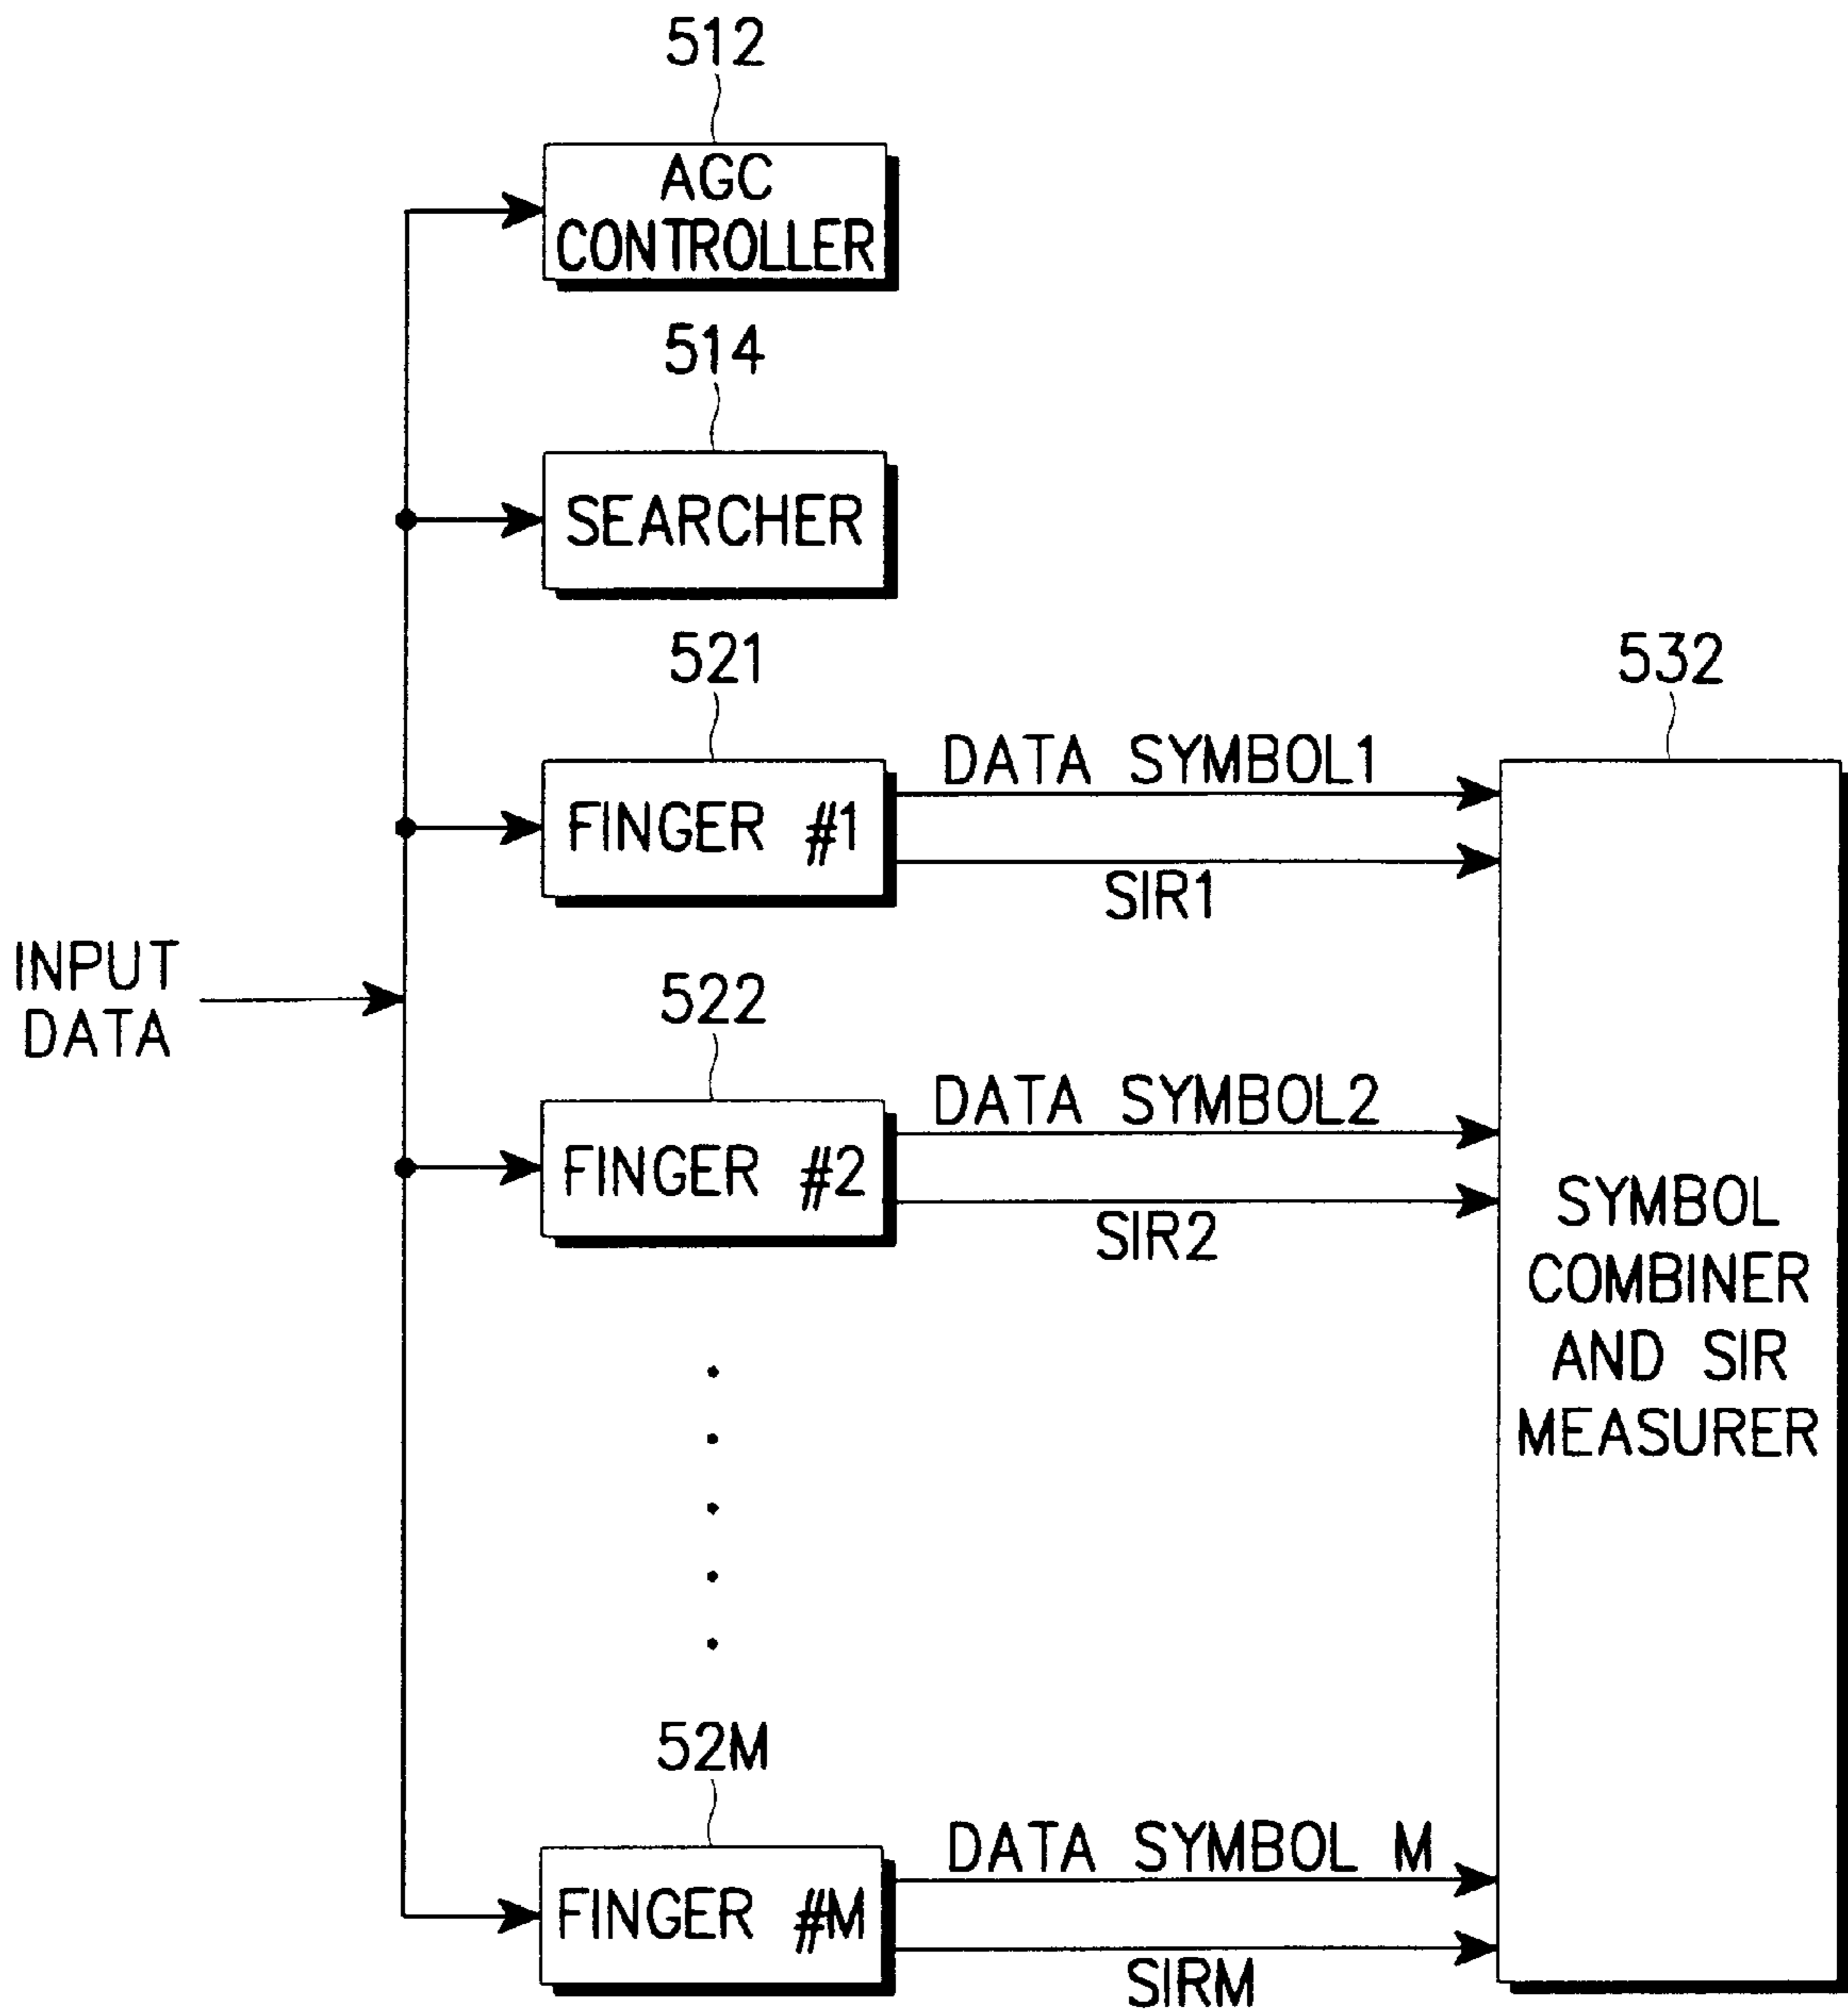 512
AGC
CONTROLLER
514
SEARCHER
521
FINGER #1
DATA SYMBOL1
SIR1
532
INPUT
DATA
522
FINGER #2
DATA SYMBOL2
SIR2
SYMBOL
COMBINER
AND SIR
MEASURER
52M
FINGER #M
DATA SYMBOL M
SIRM